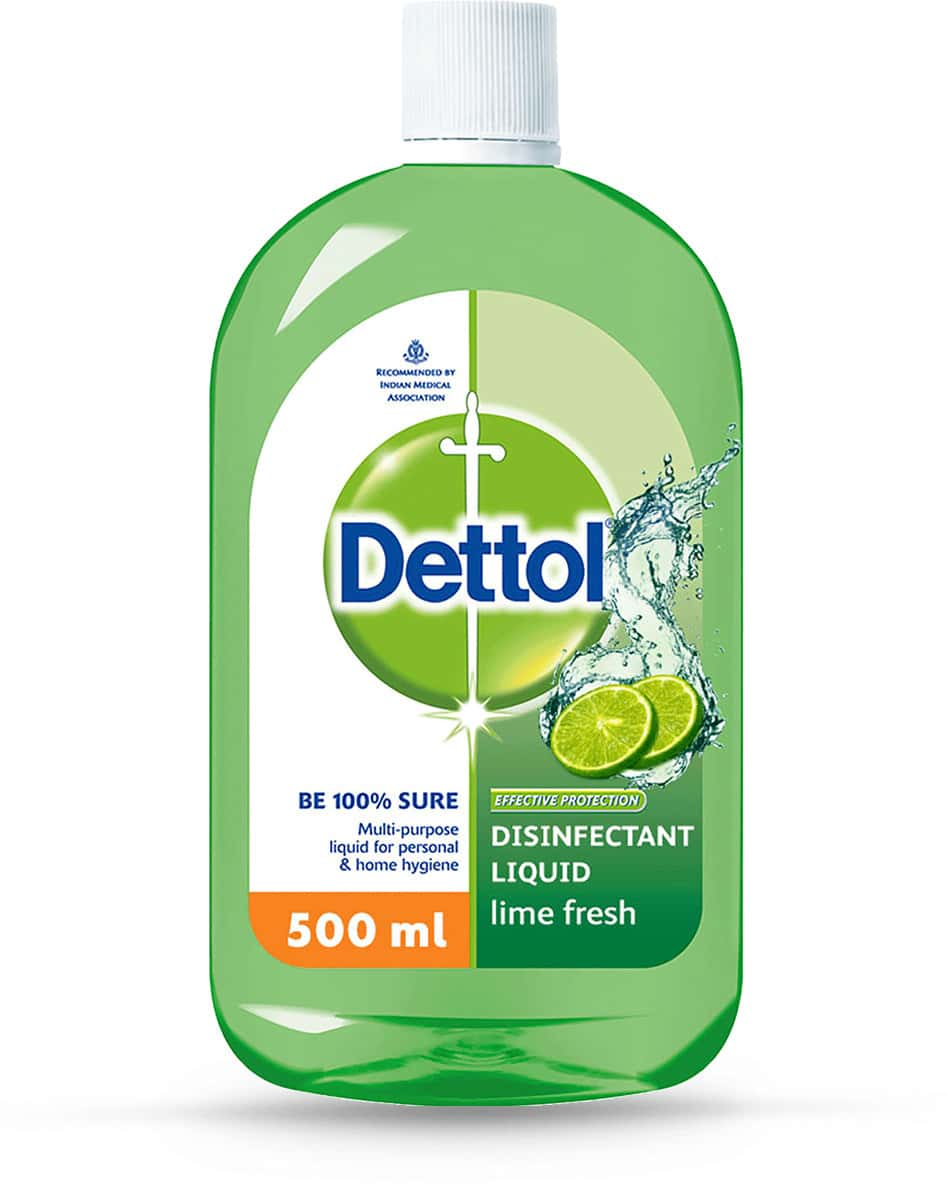 RECOMMENDED BY
INDIAN MEDICAL
ASSOCIATION
Dettol®
BE 100% SURE
Multi-purpose
liquid for personal
& home hygiene
500 ml
EFFECTIVE PROTECTION
DISINFECTANT
LIQUID
lime fresh